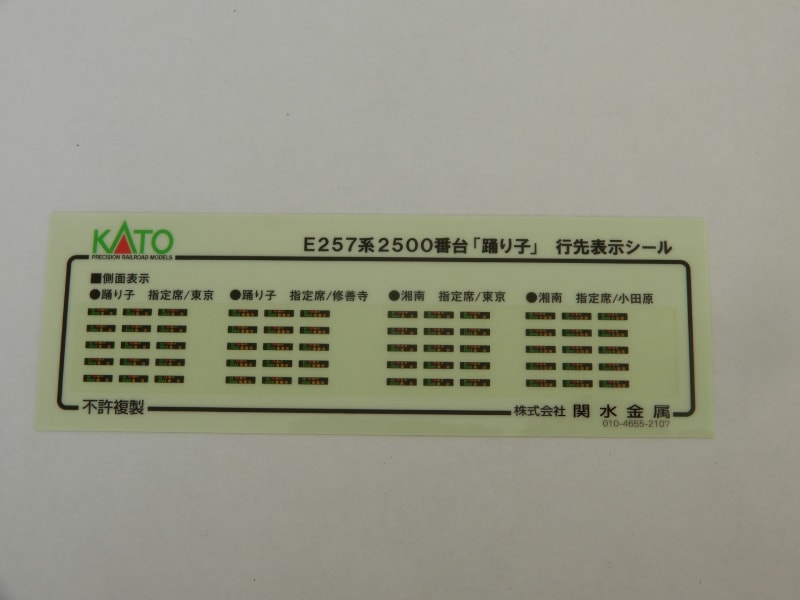 KATO
PRECISION RAILROAD MODELS
E257系2500番台「踊り子」 行先表示シール
■側面表示
●踊り子 指定席/東京 ●踊り子 指定席/修善寺 ●湘南 指定席/東京 ●湘南 指定席/小田原
不許複製
株式会社 関水金属
010-4655-2107